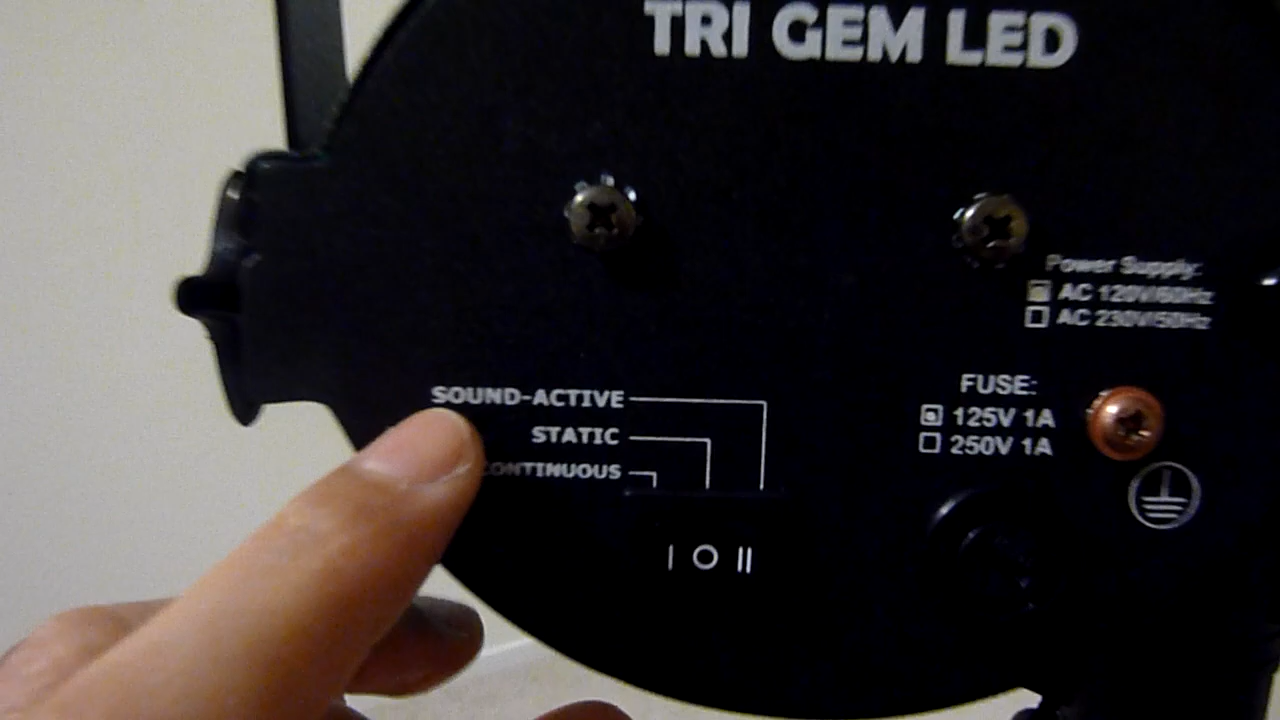 TRI GEM LED
Power Supply:
AC 120V/60Hz
AC 230V/50Hz
SOUND-ACTIVE
STATIC
CONTINUOUS
FUSE:
125V 1A
250V 1A
I O II